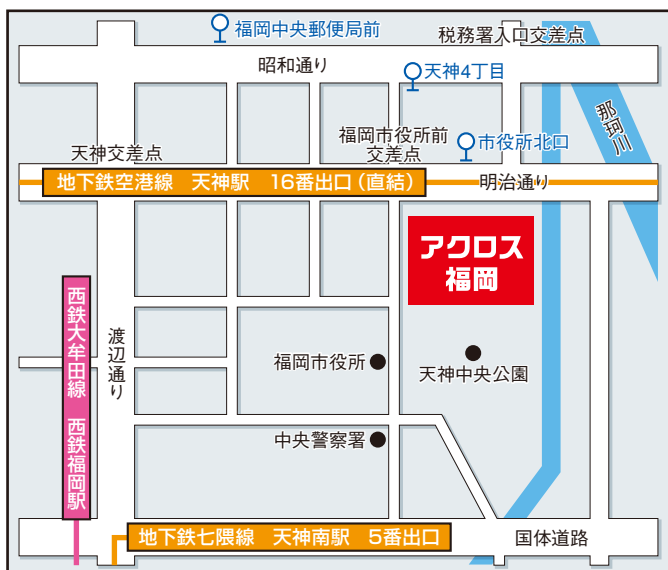 福岡中央郵便局前
税務署入口交差点
昭和通り
天神4丁目
那珂川
福岡市役所前
交差点
市役所北口
天神交差点
地下鉄空港線　天神駅　16番出口（直結）
明治通り
アクロス
福岡
西鉄大牟田線　西鉄福岡駅
渡辺通り
福岡市役所
天神中央公園
中央警察署
地下鉄七隈線　天神南駅　5番出口
国体道路